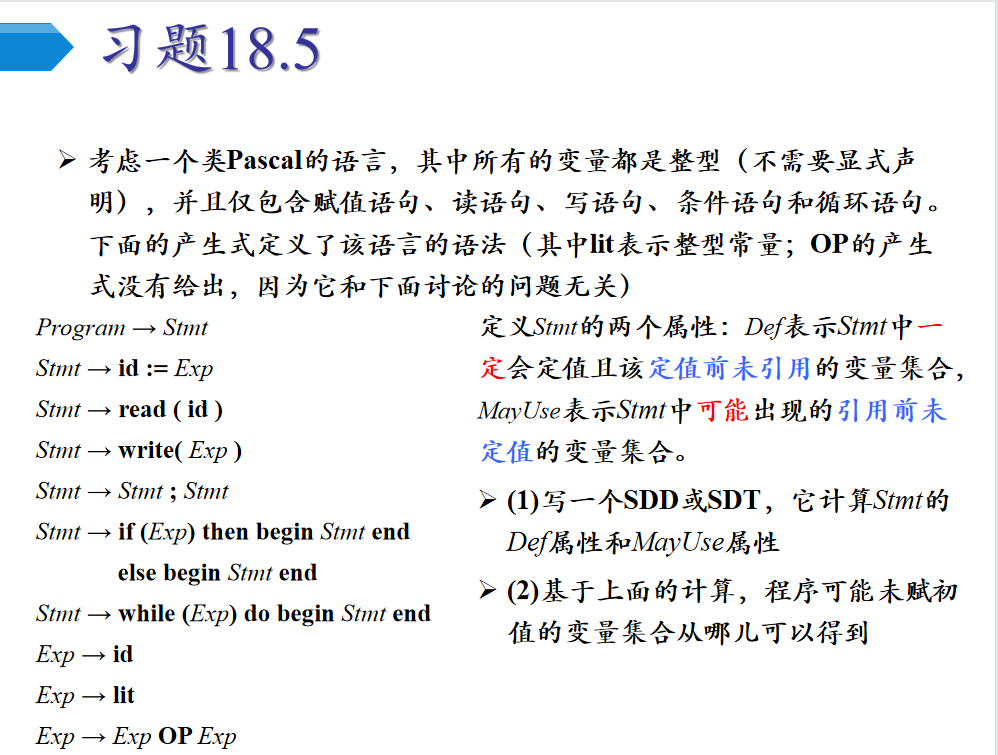 习题18.5
➢ 考虑一个类Pascal的语言，其中所有的变量都是整型（不需要显式声
明），并且仅包含赋值语句、读语句、写语句、条件语句和循环语句。
下面的产生式定义了该语言的语法（其中lit表示整型常量；OP的产生
式没有给出，因为它和下面讨论的问题无关）
Program → Stmt
Stmt → id := Exp
Stmt → read ( id )
Stmt → write( Exp )
Stmt → Stmt ; Stmt
Stmt → if (Exp) then begin Stmt end
else begin Stmt end
Stmt → while (Exp) do begin Stmt end
Exp → id
Exp → lit
Exp → Exp OP Exp
定义Stmt的两个属性：Def表示Stmt中一
定会定值且该定值前未引用的变量集合，
MayUse表示Stmt中可能出现的引用前未
定值的变量集合。
➢ (1)写一个SDD或SDT，它计算Stmt的
Def属性和MayUse属性
➢ (2)基于上面的计算，程序可能未赋初
值的变量集合从哪儿可以得到